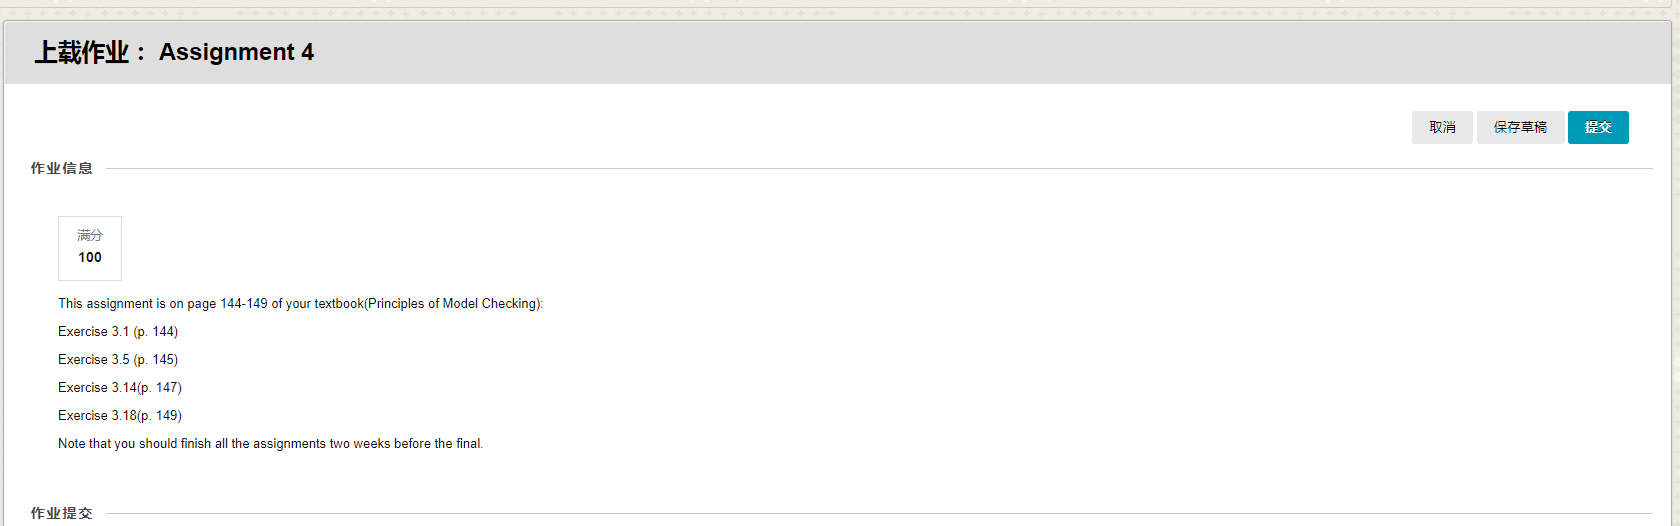 上载作业： Assignment 4
取消 保存草稿 提交
作业信息
满分
100
This assignment is on page 144-149 of your textbook(Principles of Model Checking):
Exercise 3.1 (p. 144)
Exercise 3.5 (p. 145)
Exercise 3.14(p. 147)
Exercise 3.18(p. 149)
Note that you should finish all the assignments two weeks before the final.
作业提交